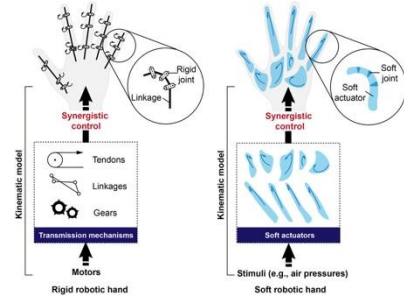 Rigid
joint
Linkage
Synergistic
control
Kinematic model
Tendons
Linkages
Gears
Transmission mechanisms
Motors
Rigid robotic hand
Soft
joint
Soft
actuator
Synergistic
control
Kinematic model
Soft actuators
Stimuli (e.g., air pressures)
Soft robotic hand